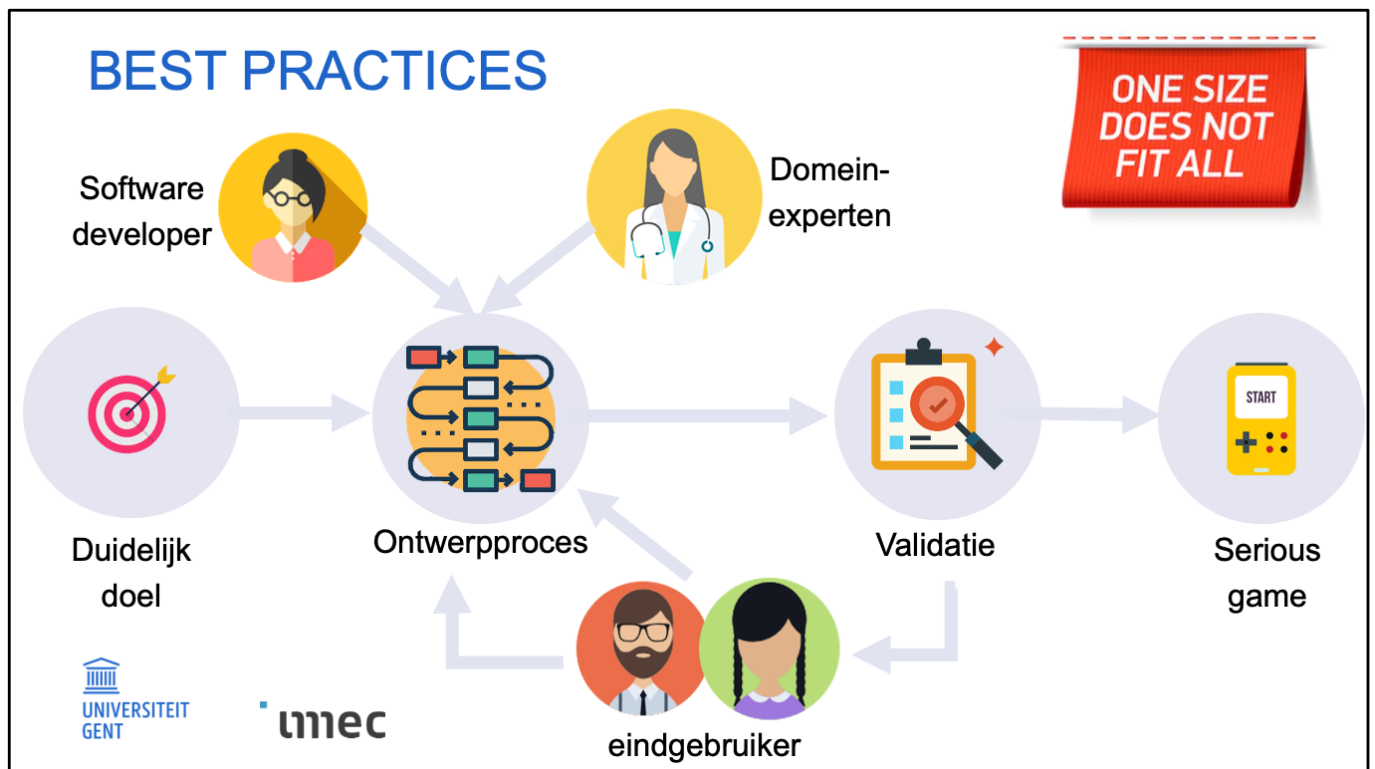 BEST PRACTICES
ONE SIZE
DOES NOT
FIT ALL
Software
developer
Domein-
experten
START
Duidelijk
doel
Ontwerpproces
Validatie
Serious
game
eindgebruiker
UNIVERSITEIT
GENT
imec